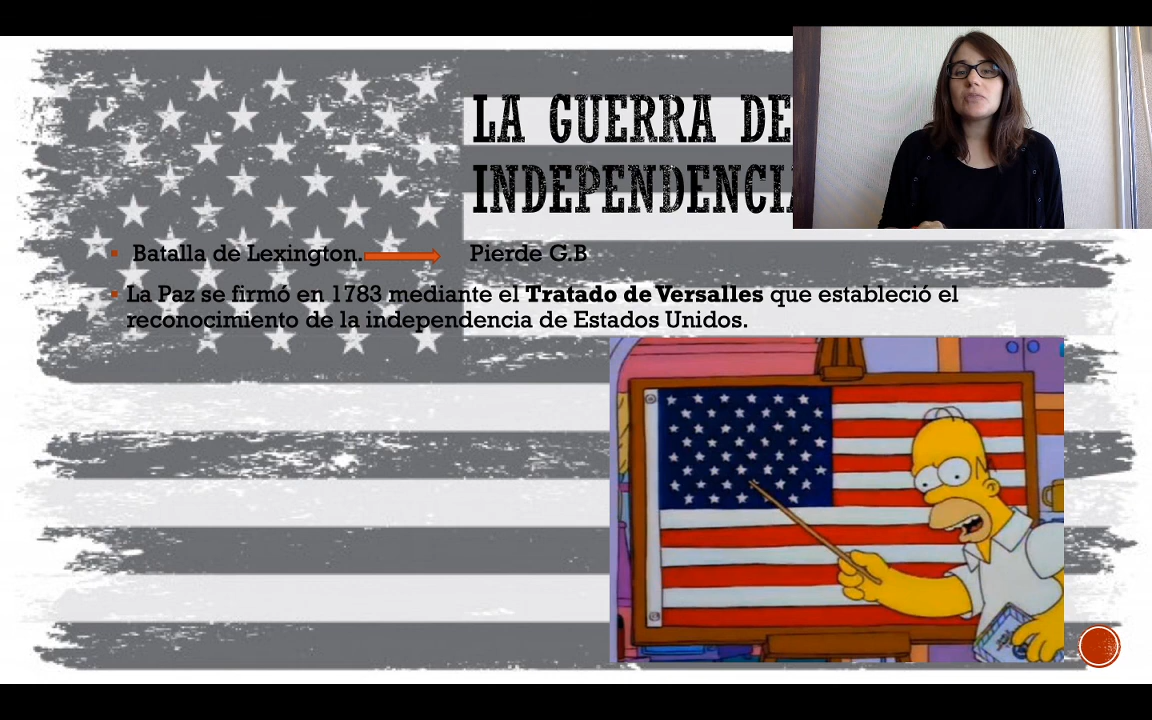 LA GUERRA DE
INDEPENDENCIA
Batalla de Lexington. Pierde G.B
La Paz se firmó en 1783 mediante el Tratado de Versalles que estableció el
reconocimiento de la independencia de Estados Unidos.